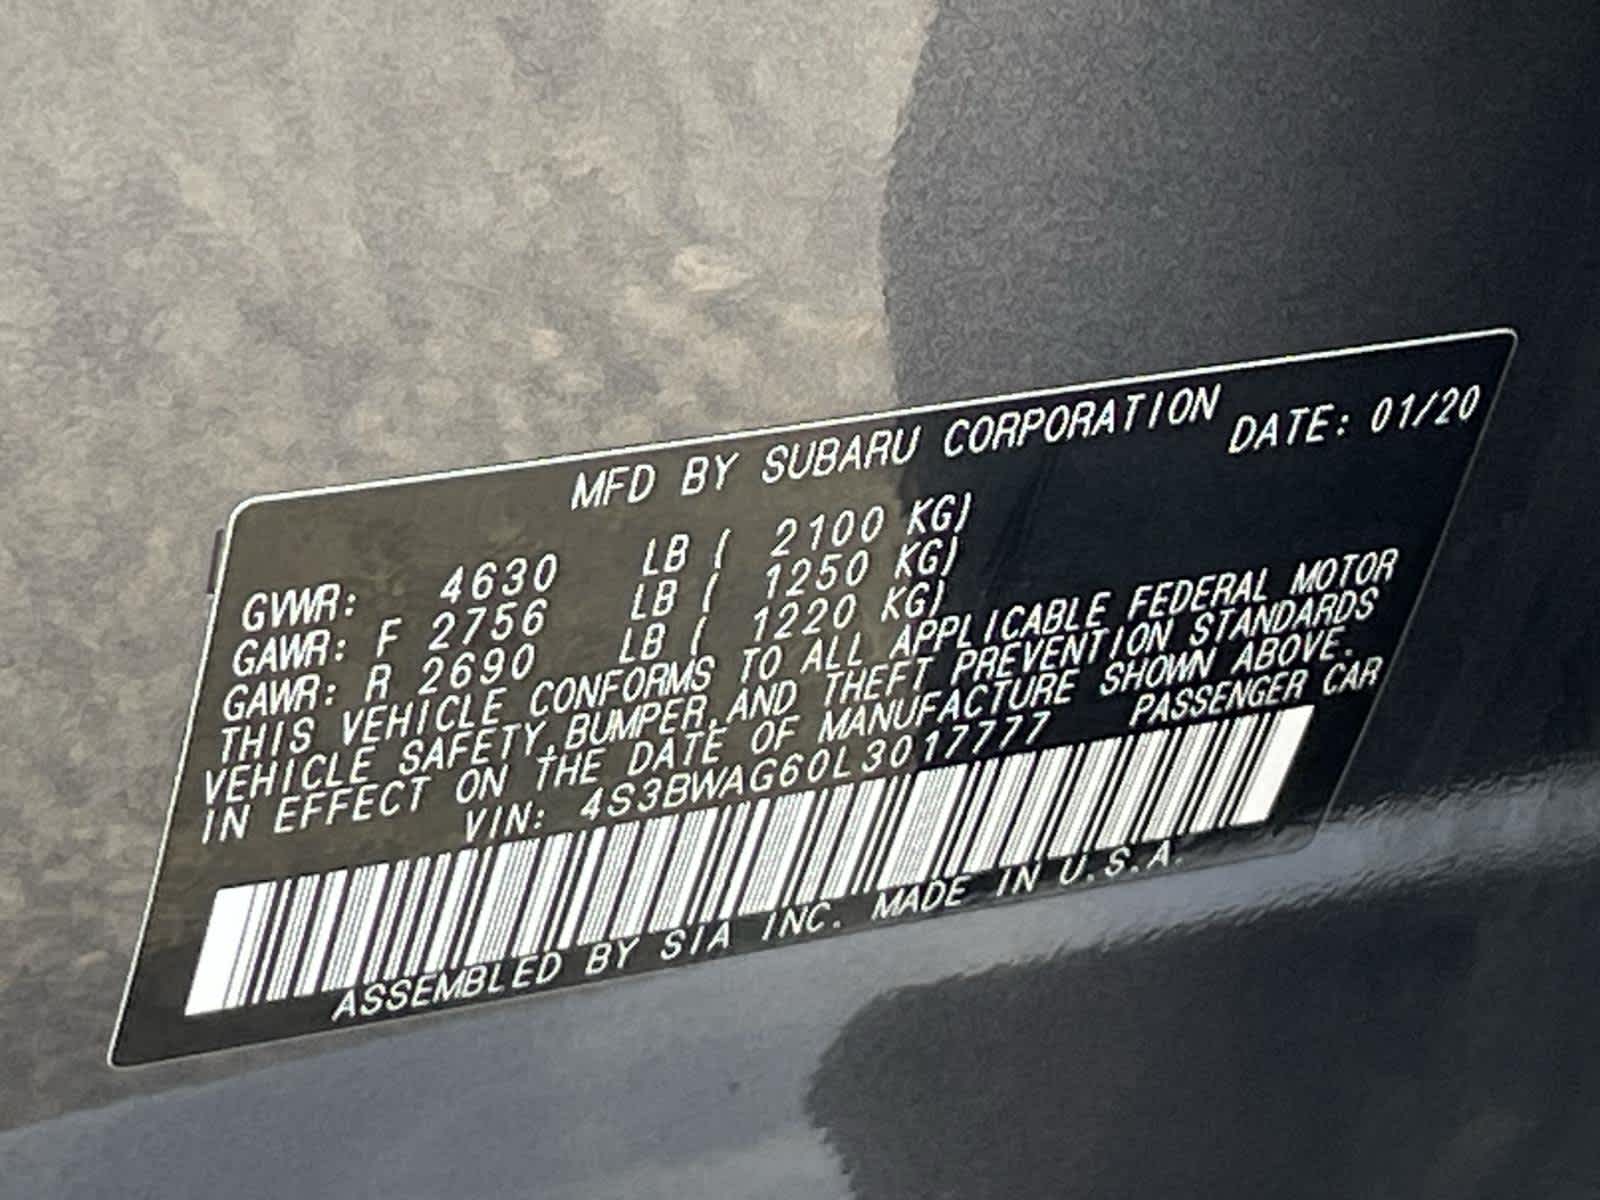 MFD BY SUBARU CORPORATION DATE: 01/20
GVWR: 4630 LB ( 2100 KG)
GAWR: F 2756 LB ( 1250 KG)
GAWR: R 2690 LB ( 1220 KG)
THIS VEHICLE CONFORMS TO ALL APPLICABLE FEDERAL MOTOR
VEHICLE SAFETY,BUMPER,AND THEFT PREVENTION STANDARDS
IN EFFECT ON THE DATE OF MANUFACTURE SHOWN ABOVE.
VIN: 4S3BWAG60L3017777 PASSENGER CAR
ASSEMBLED BY SIA INC. MADE IN U.S.A.